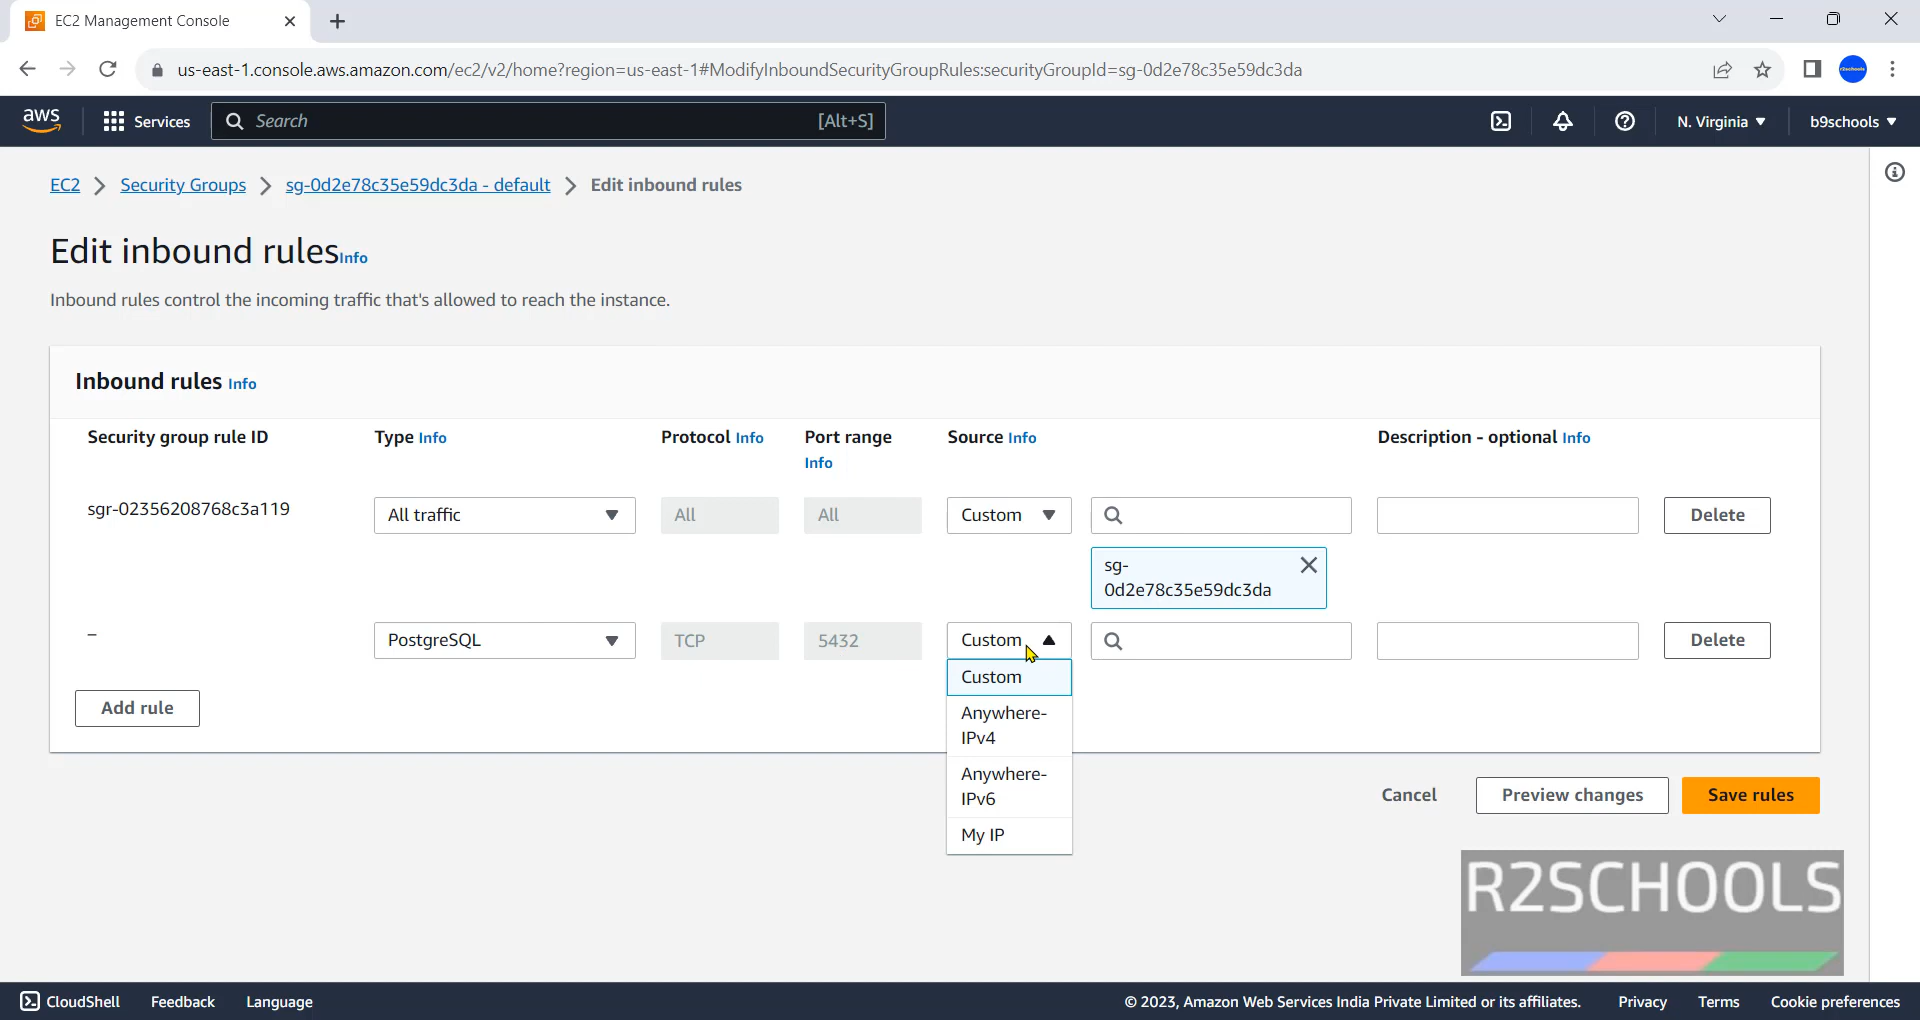 EC2 Management Console
us-east-1.console.aws.amazon.com/ec2/v2/home?region=us-east-1#ModifyInboundSecurityGroupRules:securityGroupId=sg-0d2e78c35e59dc3da
aws Services Search [Alt+S] N. Virginia b9schools
EC2 Security Groups sg-0d2e78c35e59dc3da - default Edit inbound rules
Edit inbound rules Info
Inbound rules control the incoming traffic that's allowed to reach the instance.
Inbound rules Info
Security group rule ID Type Info Protocol Info Port range Source Info Description - optional Info
Info
sgr-02356208768c3a119 All traffic All All Custom Delete
sg-
0d2e78c35e59dc3da
– PostgreSQL TCP 5432 Custom Delete
Custom
Add rule
Anywhere-
IPv4
Anywhere-
IPv6
Cancel Preview changes Save rules
My IP
R2SCHOOLS
CloudShell Feedback Language © 2023, Amazon Web Services India Private Limited or its affiliates. Privacy Terms Cookie preferences